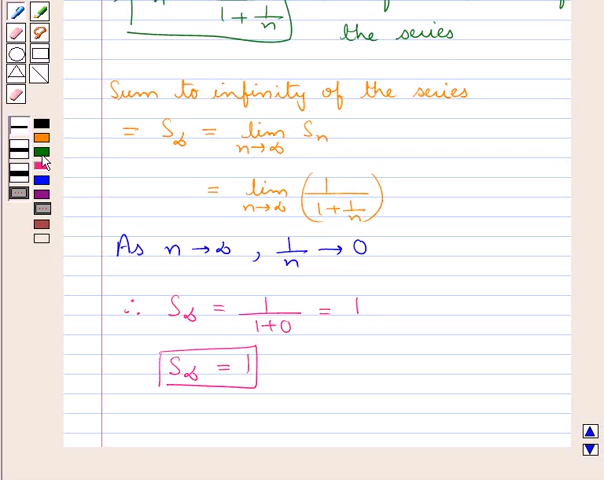 1 + 1/n
the series
Sum to infinity of the series
= S∞ = lim n→∞ Sn
= lim n→∞ (1 / (1 + 1/n))
As n → ∞ , 1/n → 0
∴ S∞ = 1 / (1+0) = 1
S∞ = 1